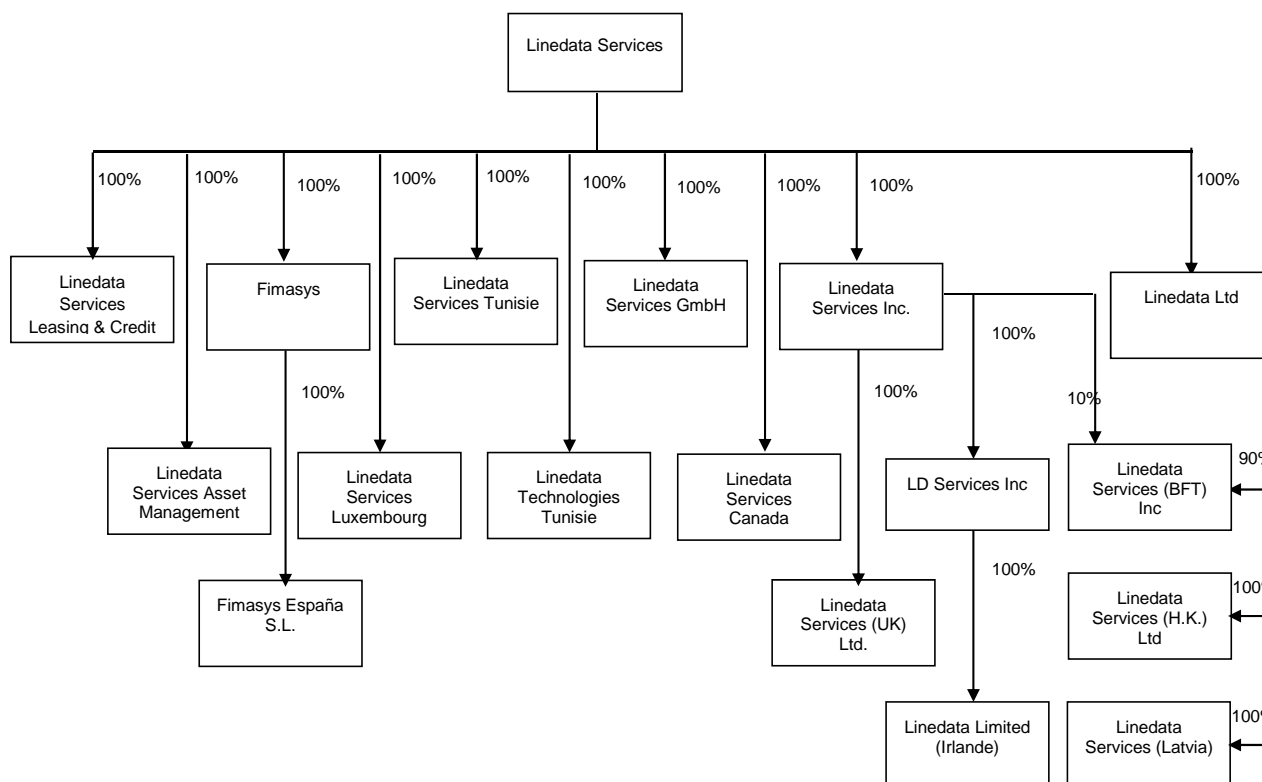 Linedata Services
100%
100%
100%
100%
100%
100%
100%
100%
100%
100%
Linedata
Services
Leasing & Credit
Fimasys
Linedata
Services Tunisie
Linedata
Services GmbH
Linedata
Services Inc.
Linedata Ltd
100%
100%
100%
10%
Linedata
Services Asset
Management
Linedata
Services
Luxembourg
Linedata
Technologies
Tunisie
Linedata
Services
Canada
LD Services Inc
Linedata
Services (BFT)
Inc
90%
100%
Fimasys España
S.L.
Linedata
Services (UK)
Ltd.
Linedata
Services (H.K.)
Ltd
100%
Linedata Limited
(Irlande)
Linedata
Services (Latvia)
100%